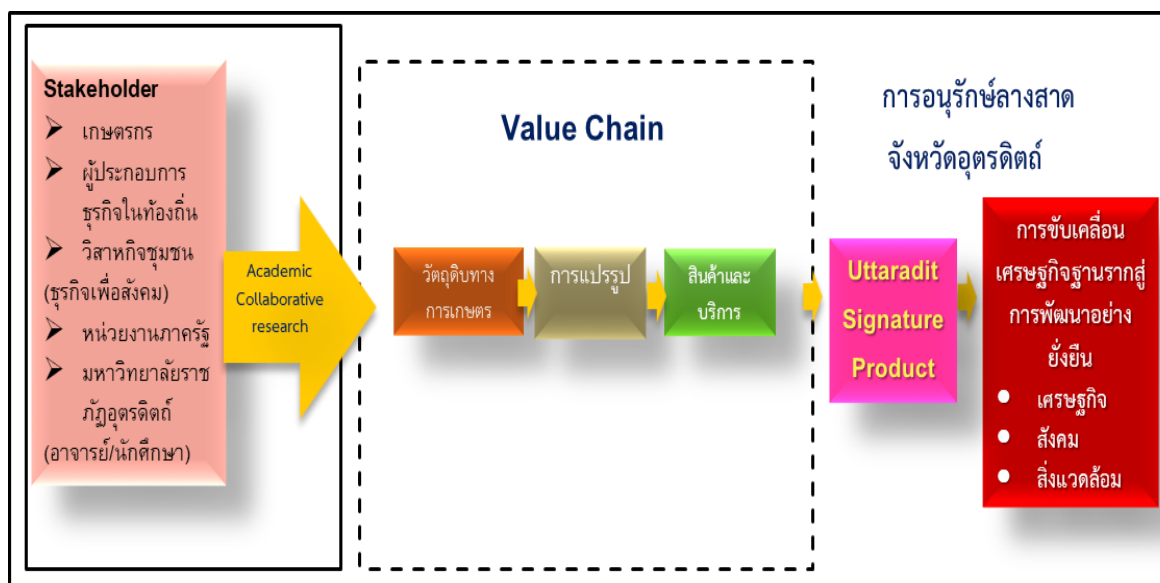 Stakeholder
➢ เกษตรกร
➢ ผู้ประกอบการ
ธุรกิจในท้องถิ่น
➢ วิสาหกิจชุมชน
(ธุรกิจเพื่อสังคม)
➢ หน่วยงานภาครัฐ
➢ มหาวิทยาลัยราช
ภัฏอุตรดิตถ์
(อาจารย์/นักศึกษา)
Academic
Collaborative
research
Value Chain
วัตถุดิบทาง
การเกษตร
การแปรรูป
สินค้าและ
บริการ
การอนุรักษ์ลางสาด
จังหวัดอุตรดิตถ์
Uttaradit
Signature
Product
การขับเคลื่อน
เศรษฐกิจฐานรากสู่
การพัฒนาอย่าง
ยั่งยืน
• เศรษฐกิจ
• สังคม
• สิ่งแวดล้อม